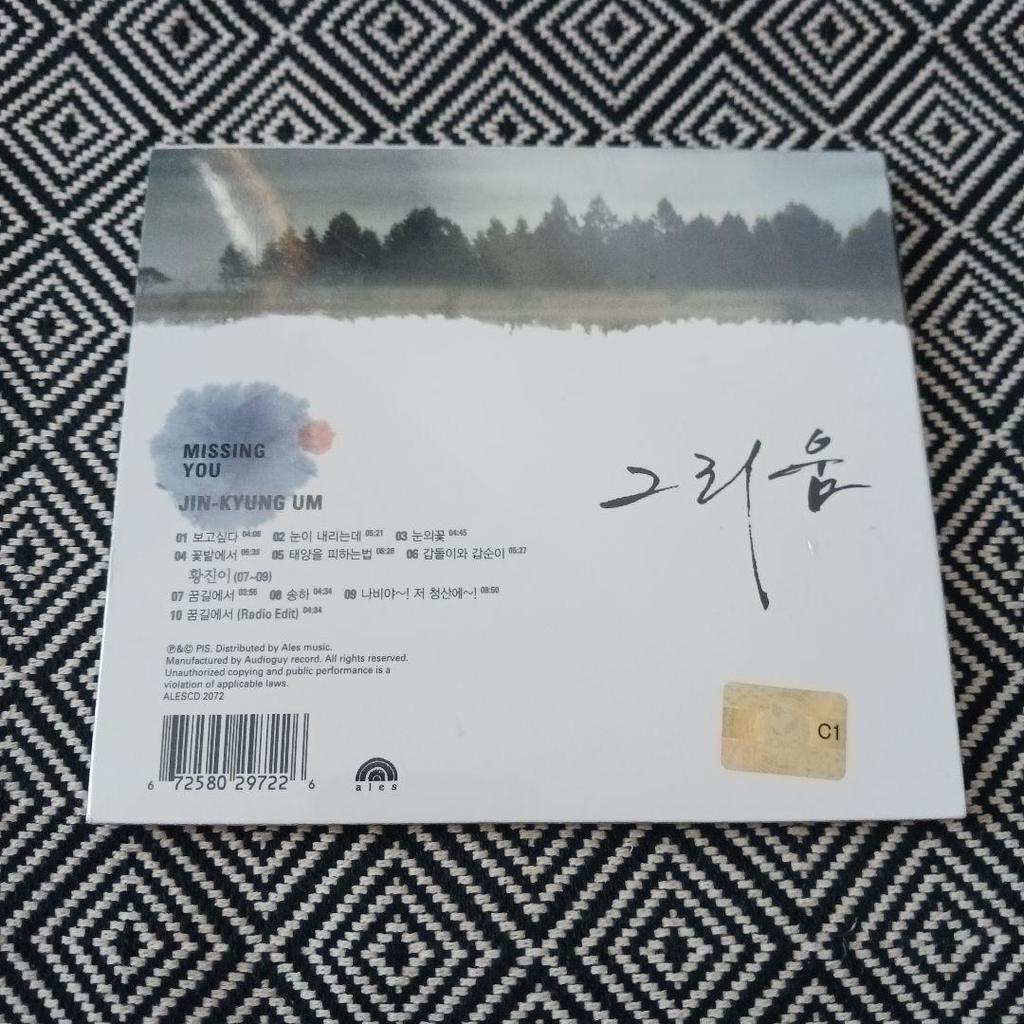 MISSING
YOU
JIN-KYUNG UM
그리움
01 보고싶다 04:08 02 눈이 내리는데 05:21 03 눈의꽃 04:45
04 꽃밭에서 05:38 05 태양을 피하는법 08:28 06 갑돌이와 갑순이 05:27
황진이 (07~09)
07 꿈길에서 03:55 08 송하 04:34 09 나비야~! 저 청산에~! 08:50
10 꿈길에서 (Radio Edit) 04:34
℗&© PIS. Distributed by Ales music.
Manufactured by Audioguy record. All rights reserved.
Unauthorized copying and public performance is a
violation of applicable laws.
ALESCD 2072
6 72580 29722 6
ales
C1